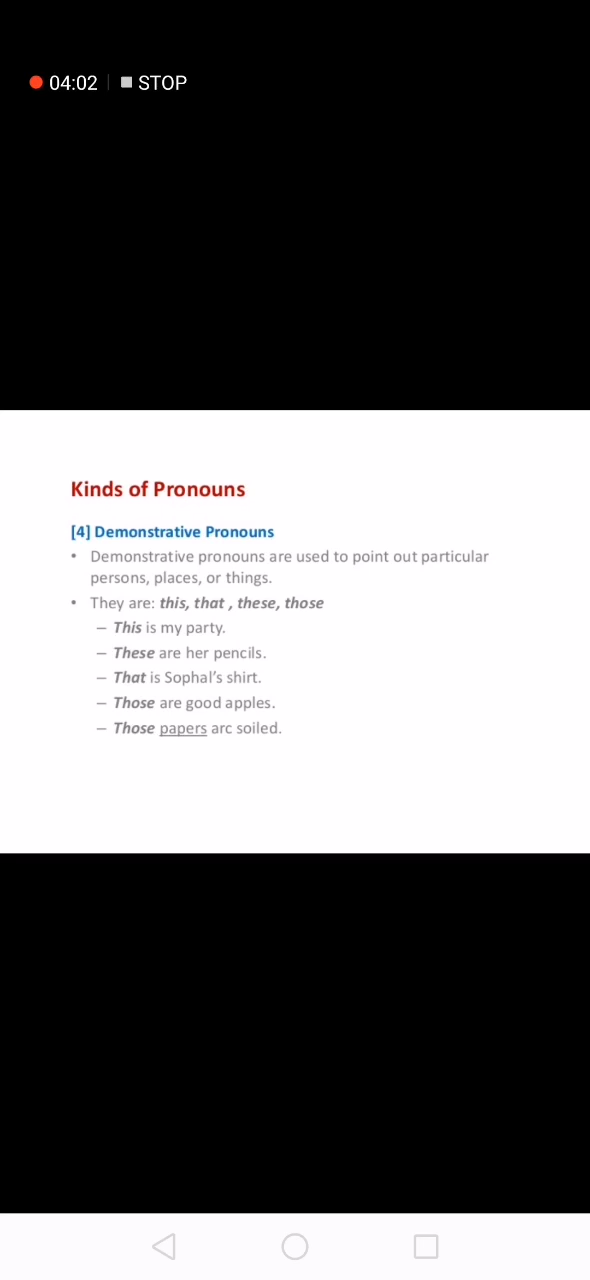 04:02 STOP
Kinds of Pronouns
[4] Demonstrative Pronouns
• Demonstrative pronouns are used to point out particular
persons, places, or things.
• They are: this, that , these, those
– This is my party.
– These are her pencils.
– That is Sophal’s shirt.
– Those are good apples.
– Those papers arc soiled.